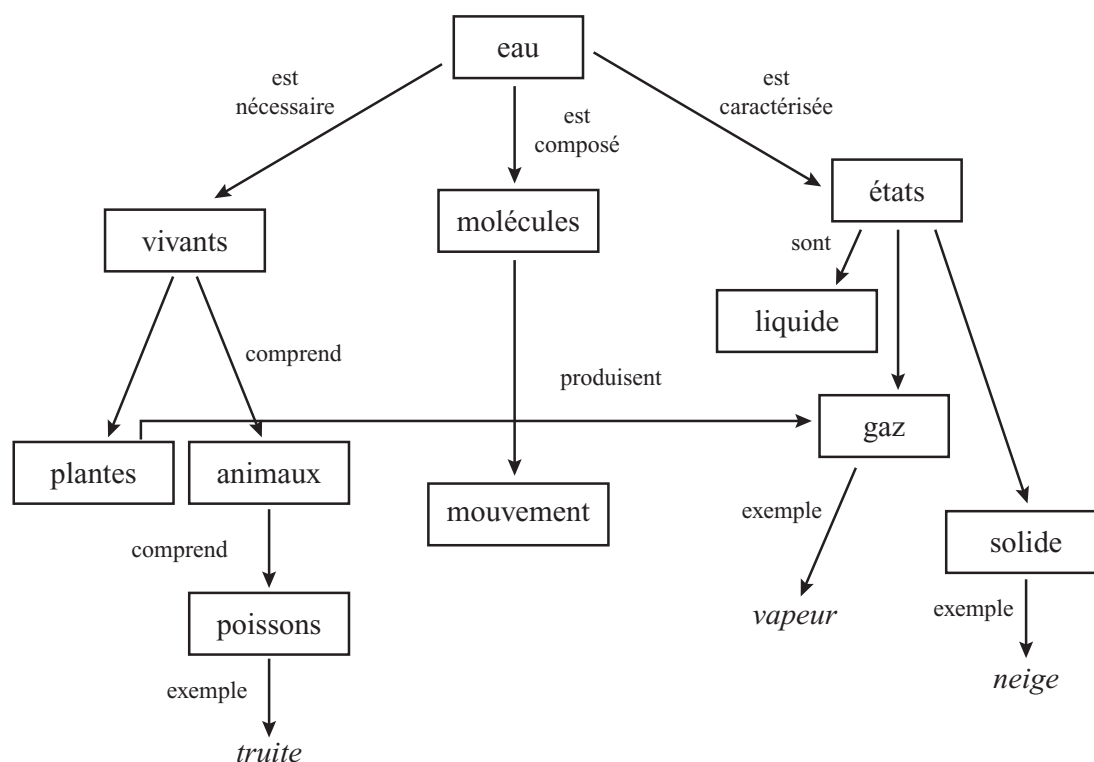 eau
est
nécessaire
est
composé
est
caractérisée
vivants
molécules
états
sont
liquide
comprend
produisent
gaz
plantes
animaux
mouvement
exemple
solide
comprend
poissons
vapeur
exemple
neige
exemple
truite